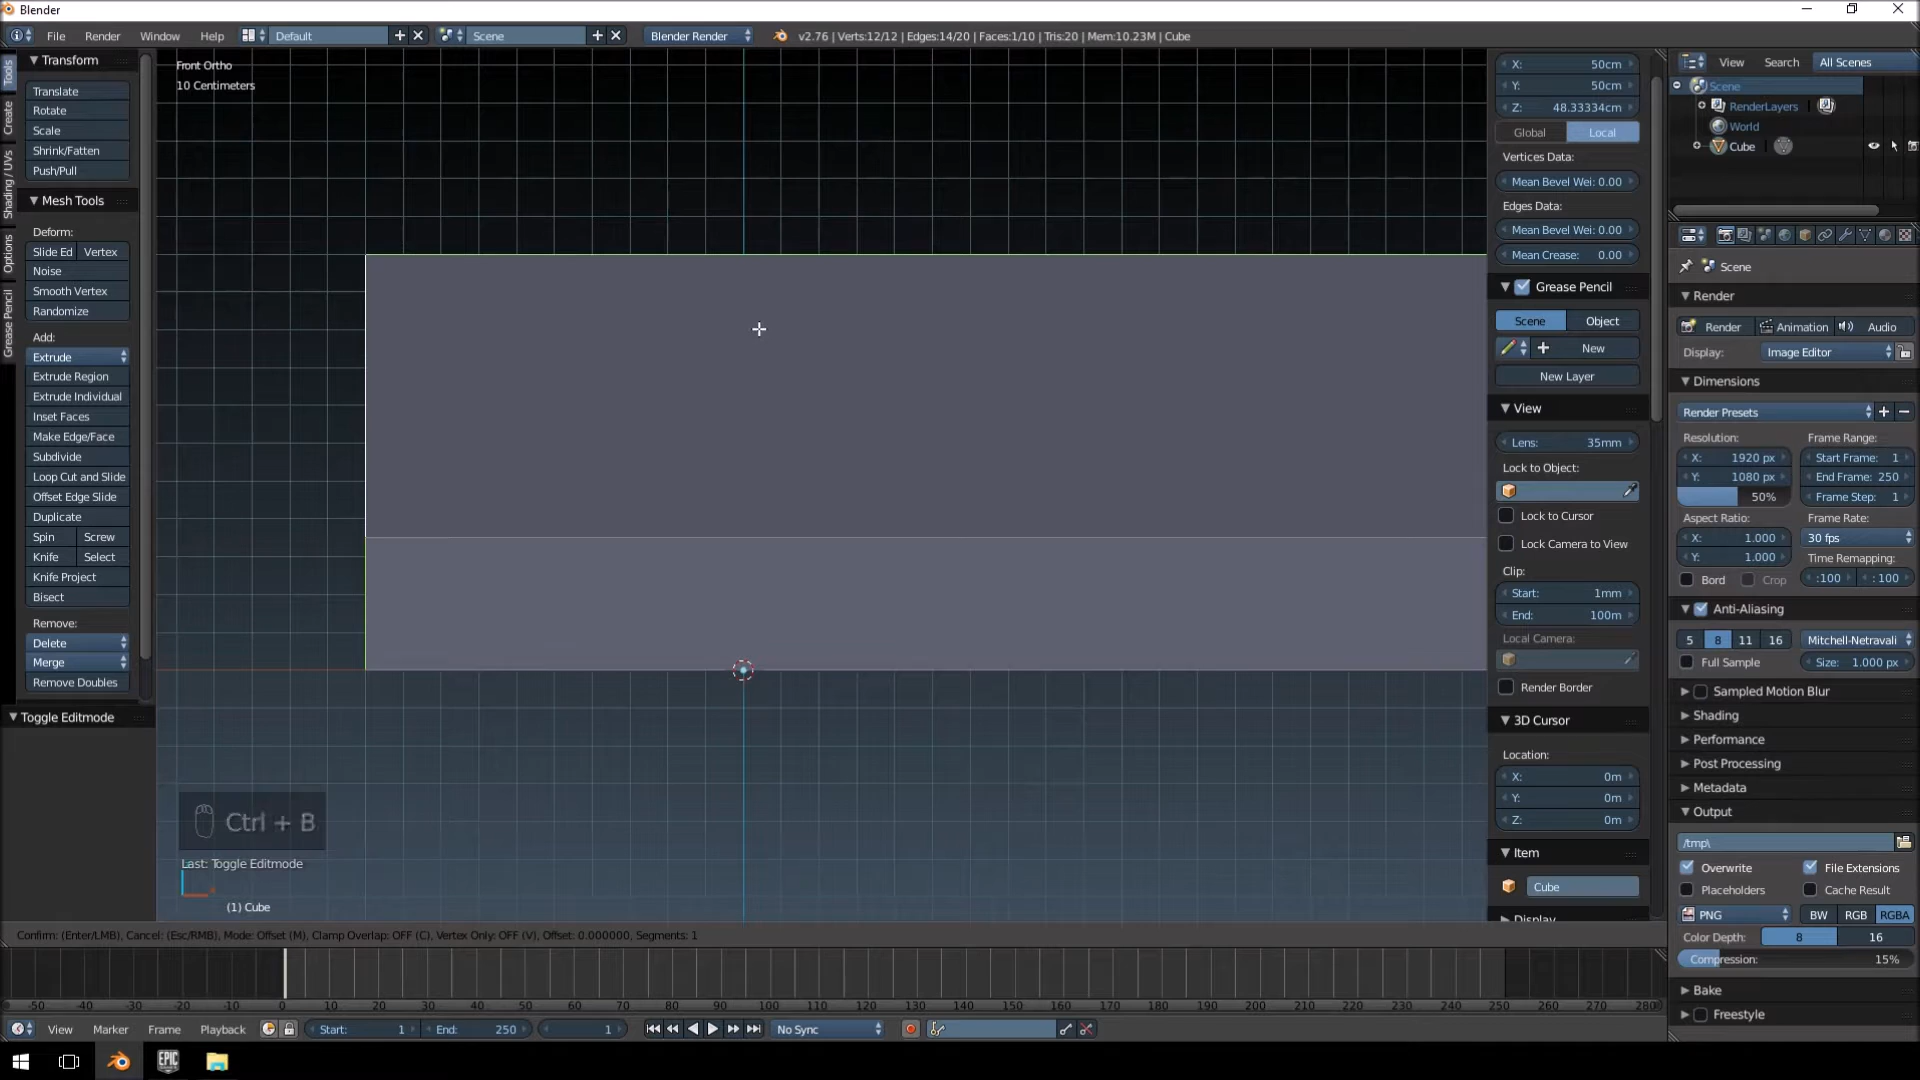 Blender
File Render Window Help Default Scene Blender Render v2.76 | Verts:12/12 | Edges:14/20 | Faces:1/10 | Tris:20 | Mem:10.23M | Cube
Tools
Create
Shading / UVs
Options
Grease Pencil
Transform
Translate
Rotate
Scale
Shrink/Fatten
Push/Pull
Mesh Tools
Deform:
Slide Ed Vertex
Noise
Smooth Vertex
Randomize
Add:
Extrude
Extrude Region
Extrude Individual
Inset Faces
Make Edge/Face
Subdivide
Loop Cut and Slide
Offset Edge Slide
Duplicate
Spin Screw
Knife Select
Knife Project
Bisect
Remove:
Delete
Merge
Remove Doubles
Toggle Editmode
Front Ortho
10 Centimeters
Ctrl + B
Last: Toggle Editmode
(1) Cube
Confirm: (Enter/LMB), Cancel: (Esc/RMB), Mode: Offset (M), Clamp Overlap: OFF (C), Vertex Only: OFF (V), Offset: 0.000000, Segments: 1
X: 50cm
Y: 50cm
Z: 48.33334cm
Global Local
Vertices Data:
Mean Bevel Wei: 0.00
Edges Data:
Mean Bevel Wei: 0.00
Mean Crease: 0.00
Grease Pencil
Scene Object
New
New Layer
View
Lens: 35mm
Lock to Object:
Lock to Cursor
Lock Camera to View
Clip:
Start: 1mm
End: 100m
Local Camera:
Render Border
3D Cursor
Location:
X: 0m
Y: 0m
Z: 0m
Item
Cube
Display
View Search All Scenes
Scene
RenderLayers
World
Cube
Scene
Render
Render Animation Audio
Display: Image Editor
Dimensions
Render Presets
Resolution: Frame Range:
X: 1920 px Start Frame: 1
Y: 1080 px End Frame: 250
50% Frame Step: 1
Aspect Ratio: Frame Rate:
X: 1.000 30 fps
Y: 1.000 Time Remapping:
Bord Crop :100 : 100
Anti-Aliasing
5 8 11 16 Mitchell-Netravali
Full Sample Size: 1.000 px
Sampled Motion Blur
Shading
Performance
Post Processing
Metadata
Output
/tmp\
Overwrite File Extensions
Placeholders Cache Result
PNG BW RGB RGBA
Color Depth: 8 16
Compression: 15%
Bake
Freestyle
-50 -40 -30 -20 -10 0 10 20 30 40 50 60 70 80 90 100 110 120 130 140 150 160 170 180 190 200 210 220 230 240 250 260 270 280
View Marker Frame Playback Start: 1 End: 250 1 No Sync
EPIC